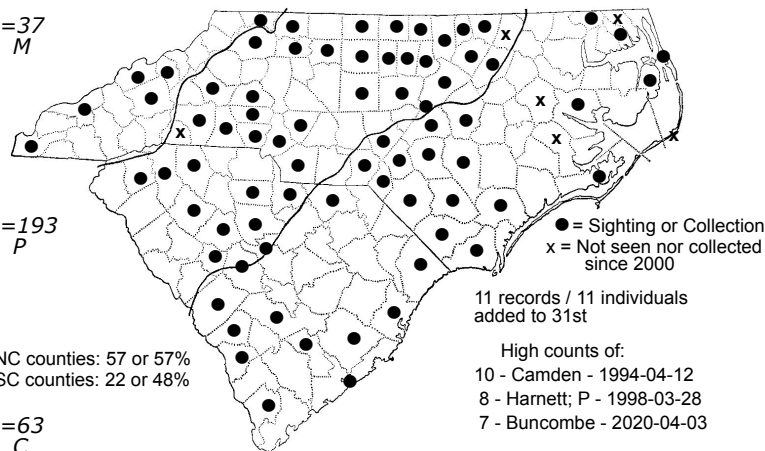 =37
M
=193
P
● = Sighting or Collection
x = Not seen nor collected
since 2000
11 records / 11 individuals
added to 31st
High counts of:
NC counties: 57 or 57%
10 - Camden - 1994-04-12
SC counties: 22 or 48%
8 - Harnett; P - 1998-03-28
7 - Buncombe - 2020-04-03
=63
C